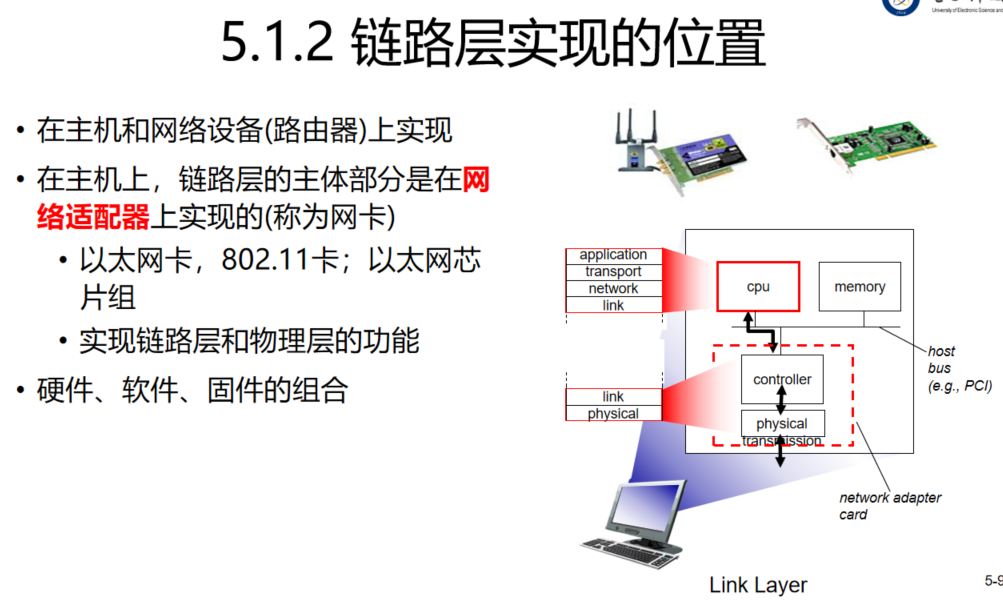 5.1.2 链路层实现的位置
• 在主机和网络设备(路由器)上实现
• 在主机上，链路层的主体部分是在网
络适配器上实现的(称为网卡)
• 以太网卡，802.11卡；以太网芯
片组
• 实现链路层和物理层的功能
• 硬件、软件、固件的组合
application
transport
network
link
cpu
memory
host
bus
(e.g., PCI)
controller
link
physical
physical
transmission
network adapter
card
Link Layer
5-9